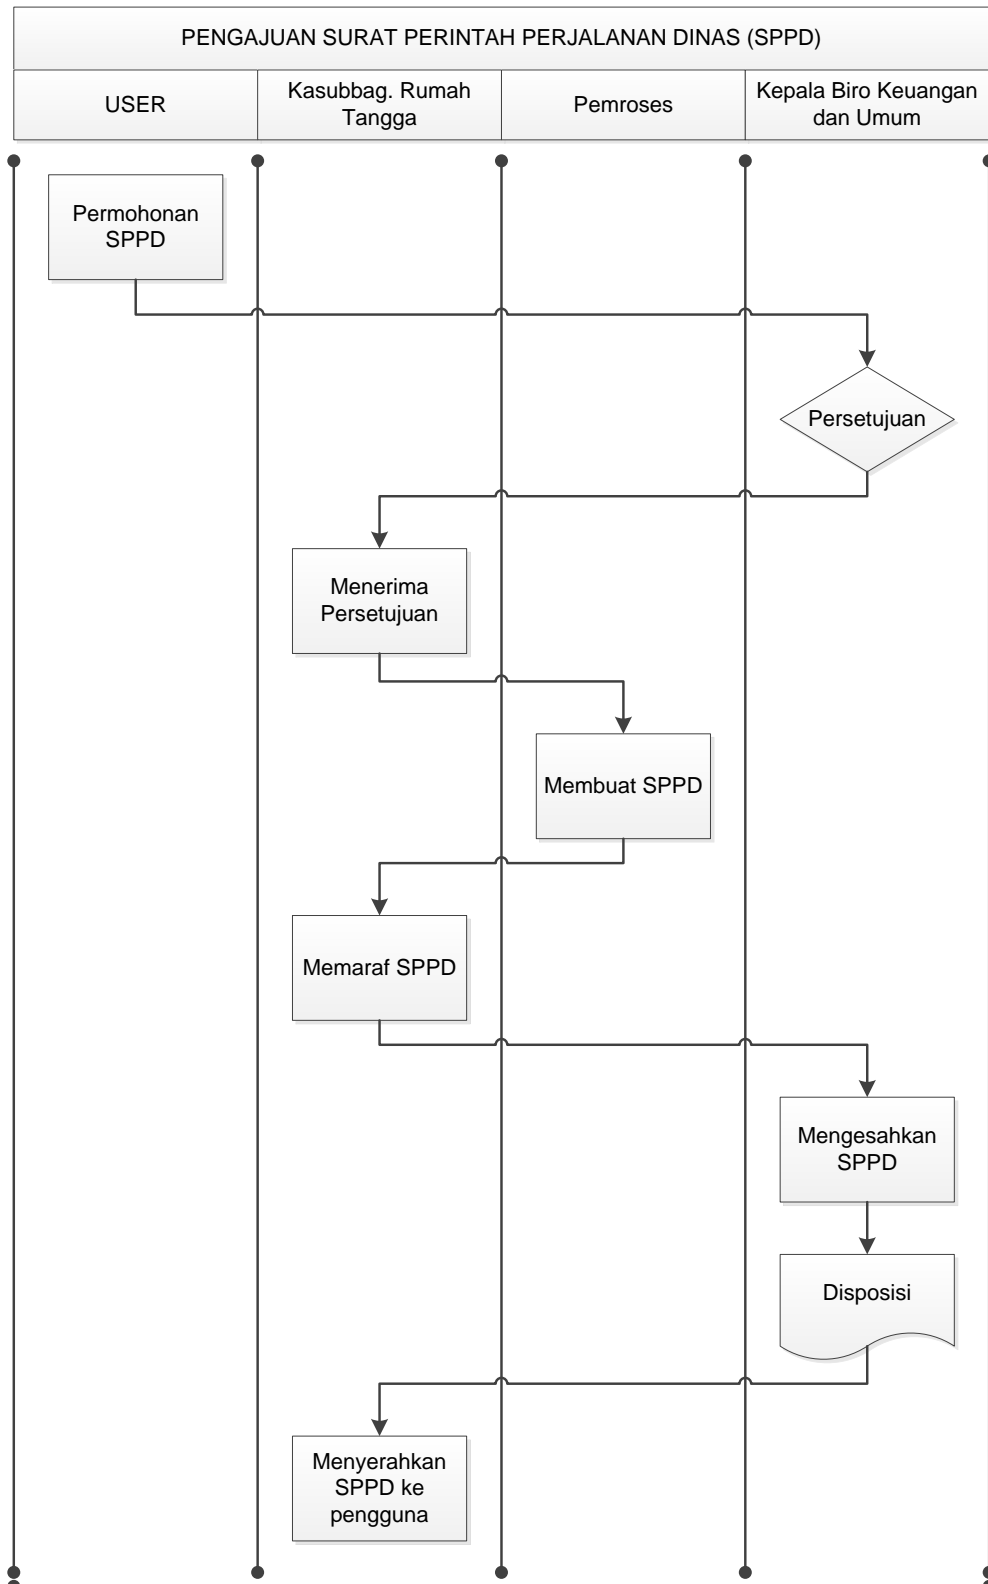 PENGAJUAN SURAT PERINTAH PERJALANAN DINAS (SPPD)
USER
Kasubbag. Rumah
Tangga
Pemroses
Kepala Biro Keuangan
dan Umum
Permohonan
SPPD
Persetujuan
Menerima
Persetujuan
Membuat SPPD
Memaraf SPPD
Mengesahkan
SPPD
Disposisi
Menyerahkan
SPPD ke
pengguna